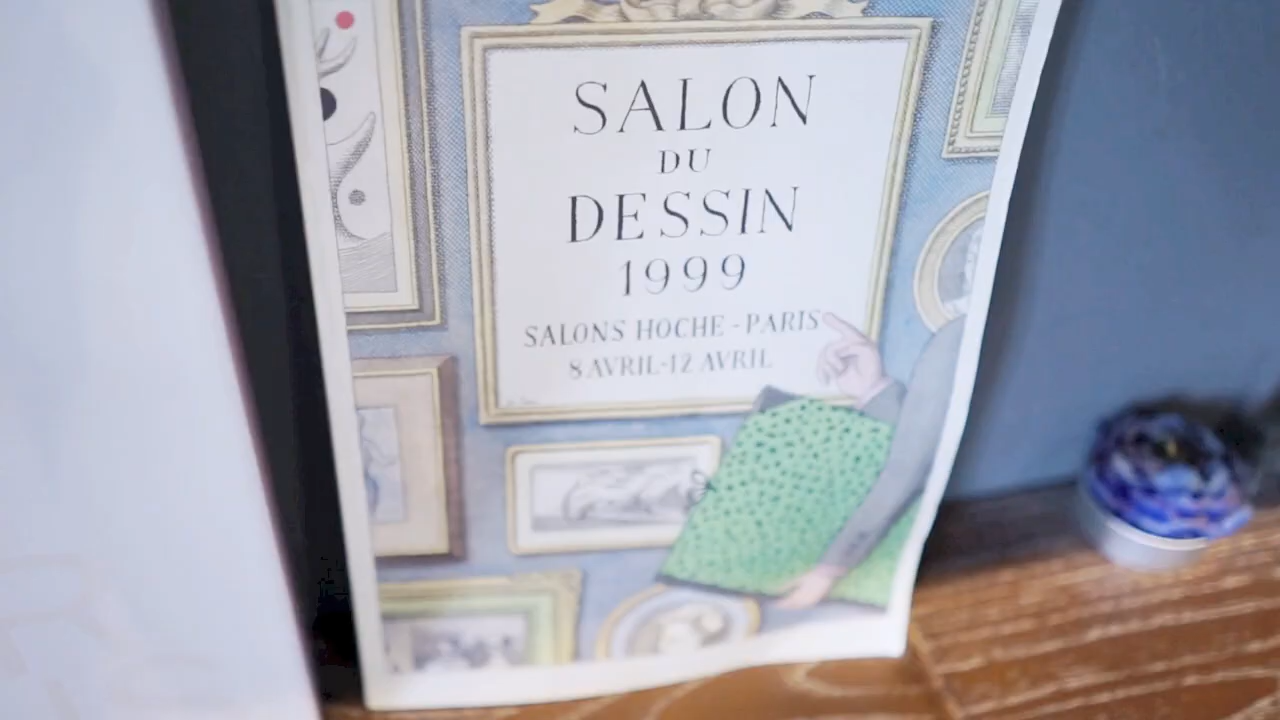 SALON
DU
DESSIN
1999
SALONS HOCHE - PARIS
8 AVRIL-12 AVRIL